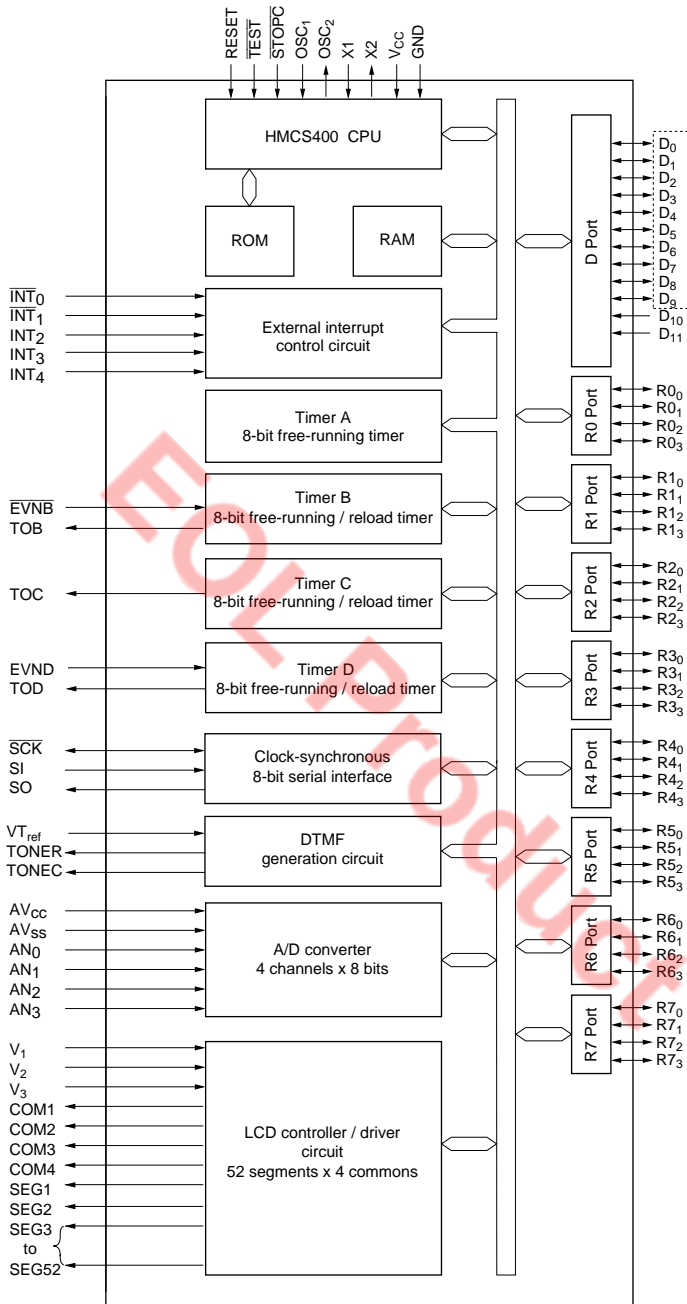 RESET
TEST
STOPC
OSC1
OSC2
X1
X2
VCC
GND
HMCS400 CPU
ROM
RAM
INT0
INT1
INT2
INT3
INT4
External interrupt
control circuit
Timer A
8-bit free-running timer
EVNB
TOB
Timer B
8-bit free-running / reload timer
TOC
Timer C
8-bit free-running / reload timer
EVND
TOD
Timer D
8-bit free-running / reload timer
SCK
SI
SO
Clock-synchronous
8-bit serial interface
VTref
TONER
TONEC
DTMF
generation circuit
AVcc
AVss
AN0
AN1
AN2
AN3
A/D converter
4 channels x 8 bits
V1
V2
V3
COM1
COM2
COM3
COM4
SEG1
SEG2
SEG3
to
SEG52
LCD controller / driver
circuit
52 segments x 4 commons
D Port
D0
D1
D2
D3
D4
D5
D6
D7
D8
D9
D10
D11
R0 Port
R00
R01
R02
R03
R1 Port
R10
R11
R12
R13
R2 Port
R20
R21
R22
R23
R3 Port
R30
R31
R32
R33
R4 Port
R40
R41
R42
R43
R5 Port
R50
R51
R52
R53
R6 Port
R60
R61
R62
R63
R7 Port
R70
R71
R72
R73
EOL Product